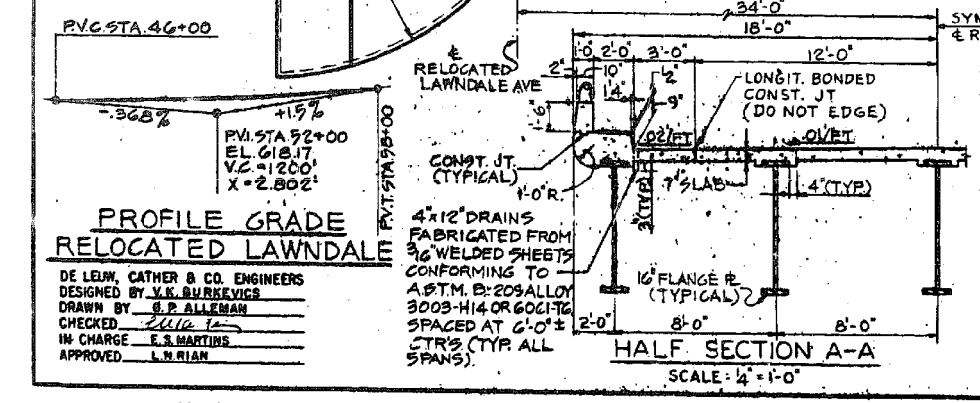 P.V.C. STA. 46+00
-.368%
+1.5%
P.V.I. STA. 52+00
EL. 618.17
V.C. = 1200'
X = 2.802'
P.V.T. STA. 58+00
PROFILE GRADE
RELOCATED LAWNDALE
DE LEUW, CATHER & CO. ENGINEERS
DESIGNED BY V.K. BURKEVICS
DRAWN BY G.P. ALLEMAN
CHECKED
IN CHARGE E.S. MARTINS
APPROVED L.N. RIAN
34'-0"
SYM
¢ R
18'-0"
1'-0" 2'-0" 3'-0" 12'-0"
¢
RELOCATED
LAWNDALE AVE
2"
10"
1'4"
½"
9"
1'-6"
LONGIT. BONDED
CONST. JT
(DO NOT EDGE)
.02'/FT
.01/FT
CONST. JT.
(TYPICAL)
1'-0" R.
3"(TYP.)
7" SLAB
4" (TYP.)
4"x12" DRAINS
FABRICATED FROM
3/16" WELDED SHEETS
CONFORMING TO
A.S.T.M. B-209 ALLOY
3003-H14 OR 6061-T6
SPACED AT 6'-0"±
CTR'S (TYP. ALL
SPANS).
16" FLANGE PL
(TYPICAL)
2'-0" 8'-0" 8'-0"
HALF SECTION A-A
SCALE: ¼" = 1'-0"